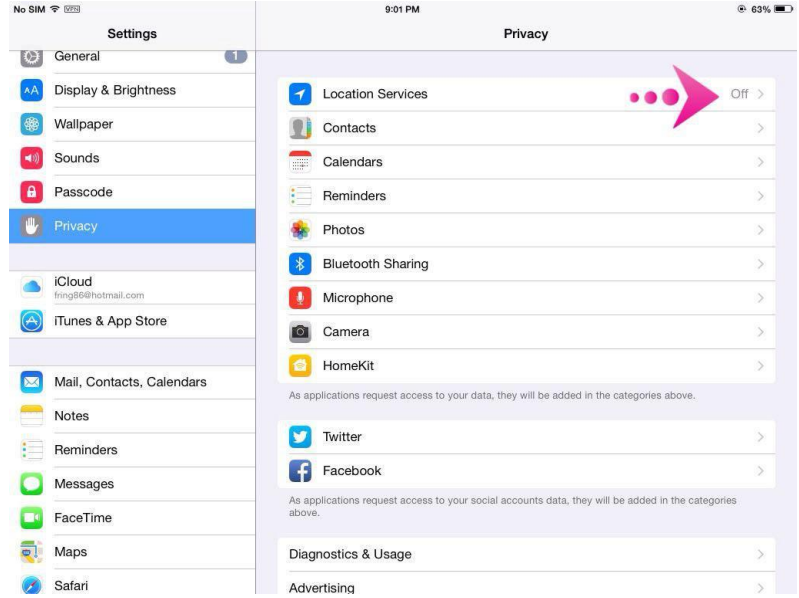 No SIM VPN 9:01 PM 63%
Settings
Privacy
General 1
Display & Brightness
Wallpaper
Sounds
Passcode
Privacy
iCloud
fring86@hotmail.com
iTunes & App Store
Mail, Contacts, Calendars
Notes
Reminders
Messages
FaceTime
Maps
Safari
Location Services Off
Contacts
Calendars
Reminders
Photos
Bluetooth Sharing
Microphone
Camera
HomeKit
As applications request access to your data, they will be added in the categories above.
Twitter
Facebook
As applications request access to your social accounts data, they will be added in the categories
above.
Diagnostics & Usage
Advertising